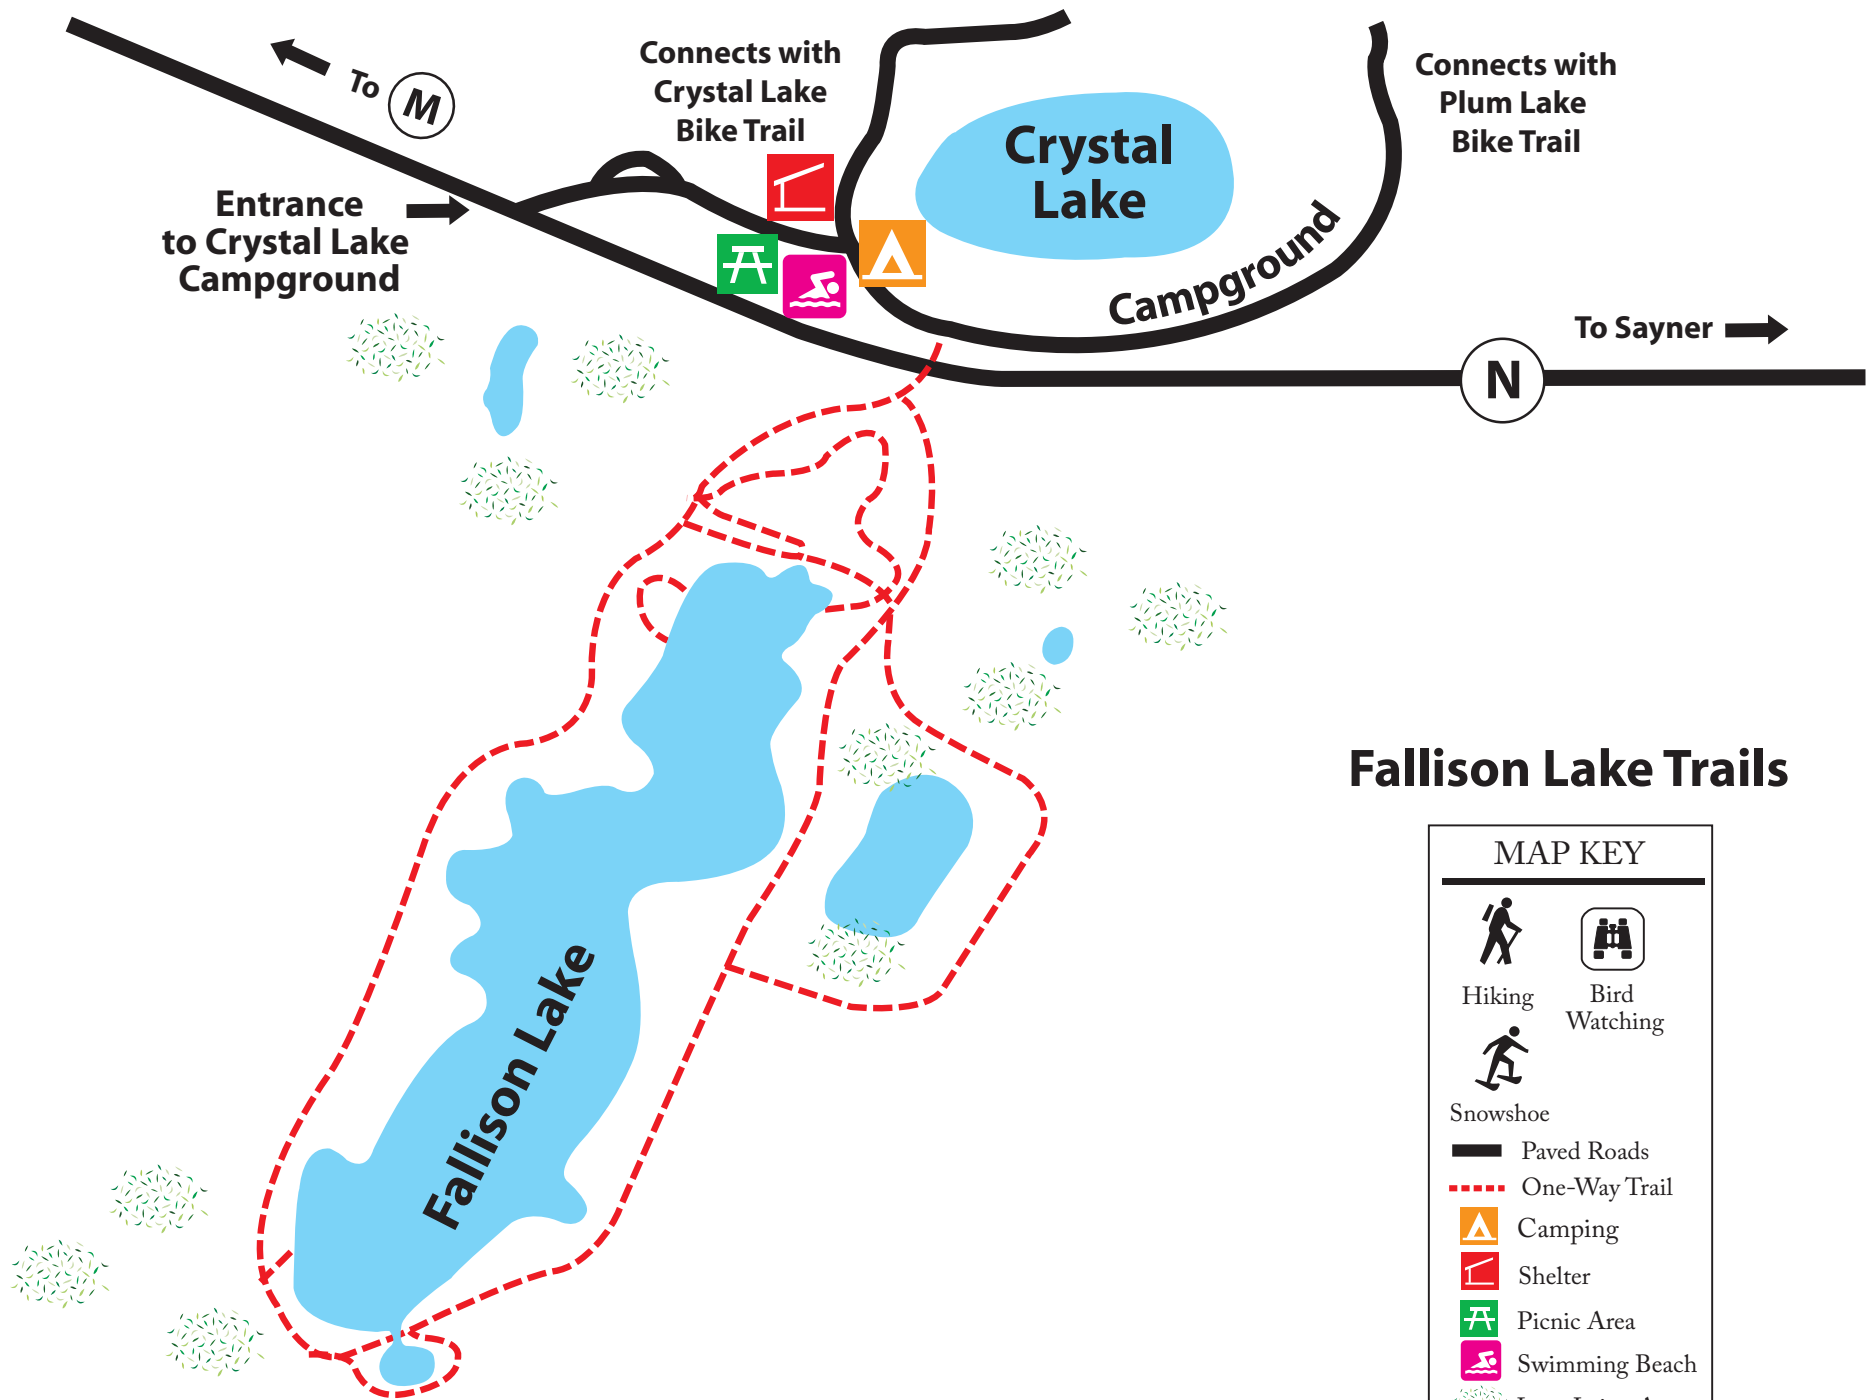 To M
Connects with
Crystal Lake
Bike Trail
Connects with
Plum Lake
Bike Trail
Crystal
Lake
Entrance
to Crystal Lake
Campground
Campground
To Sayner
N
Fallison Lake
Fallison Lake Trails
MAP KEY
Hiking
Bird
Watching
Snowshoe
Paved Roads
One-Way Trail
Camping
Shelter
Picnic Area
Swimming Beach